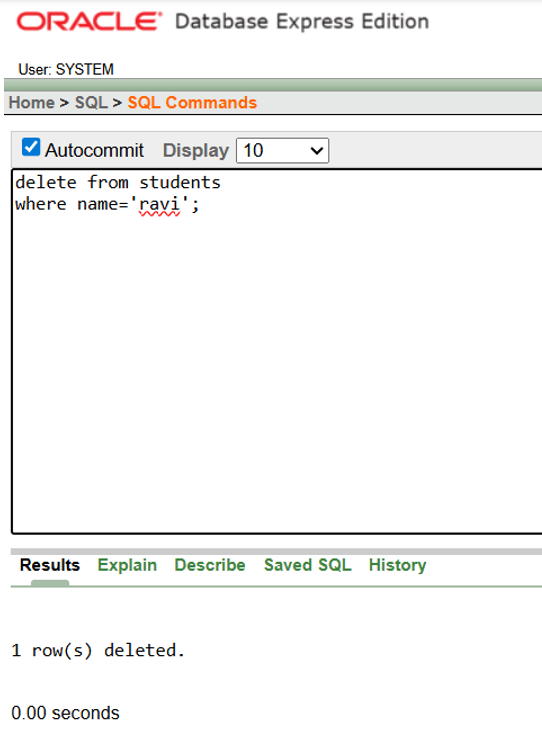 ORACLE Database Express Edition
User: SYSTEM
Home > SQL > SQL Commands
Autocommit Display 10
delete from students
where name='ravi';
Results Explain Describe Saved SQL History
1 row(s) deleted.
0.00 seconds